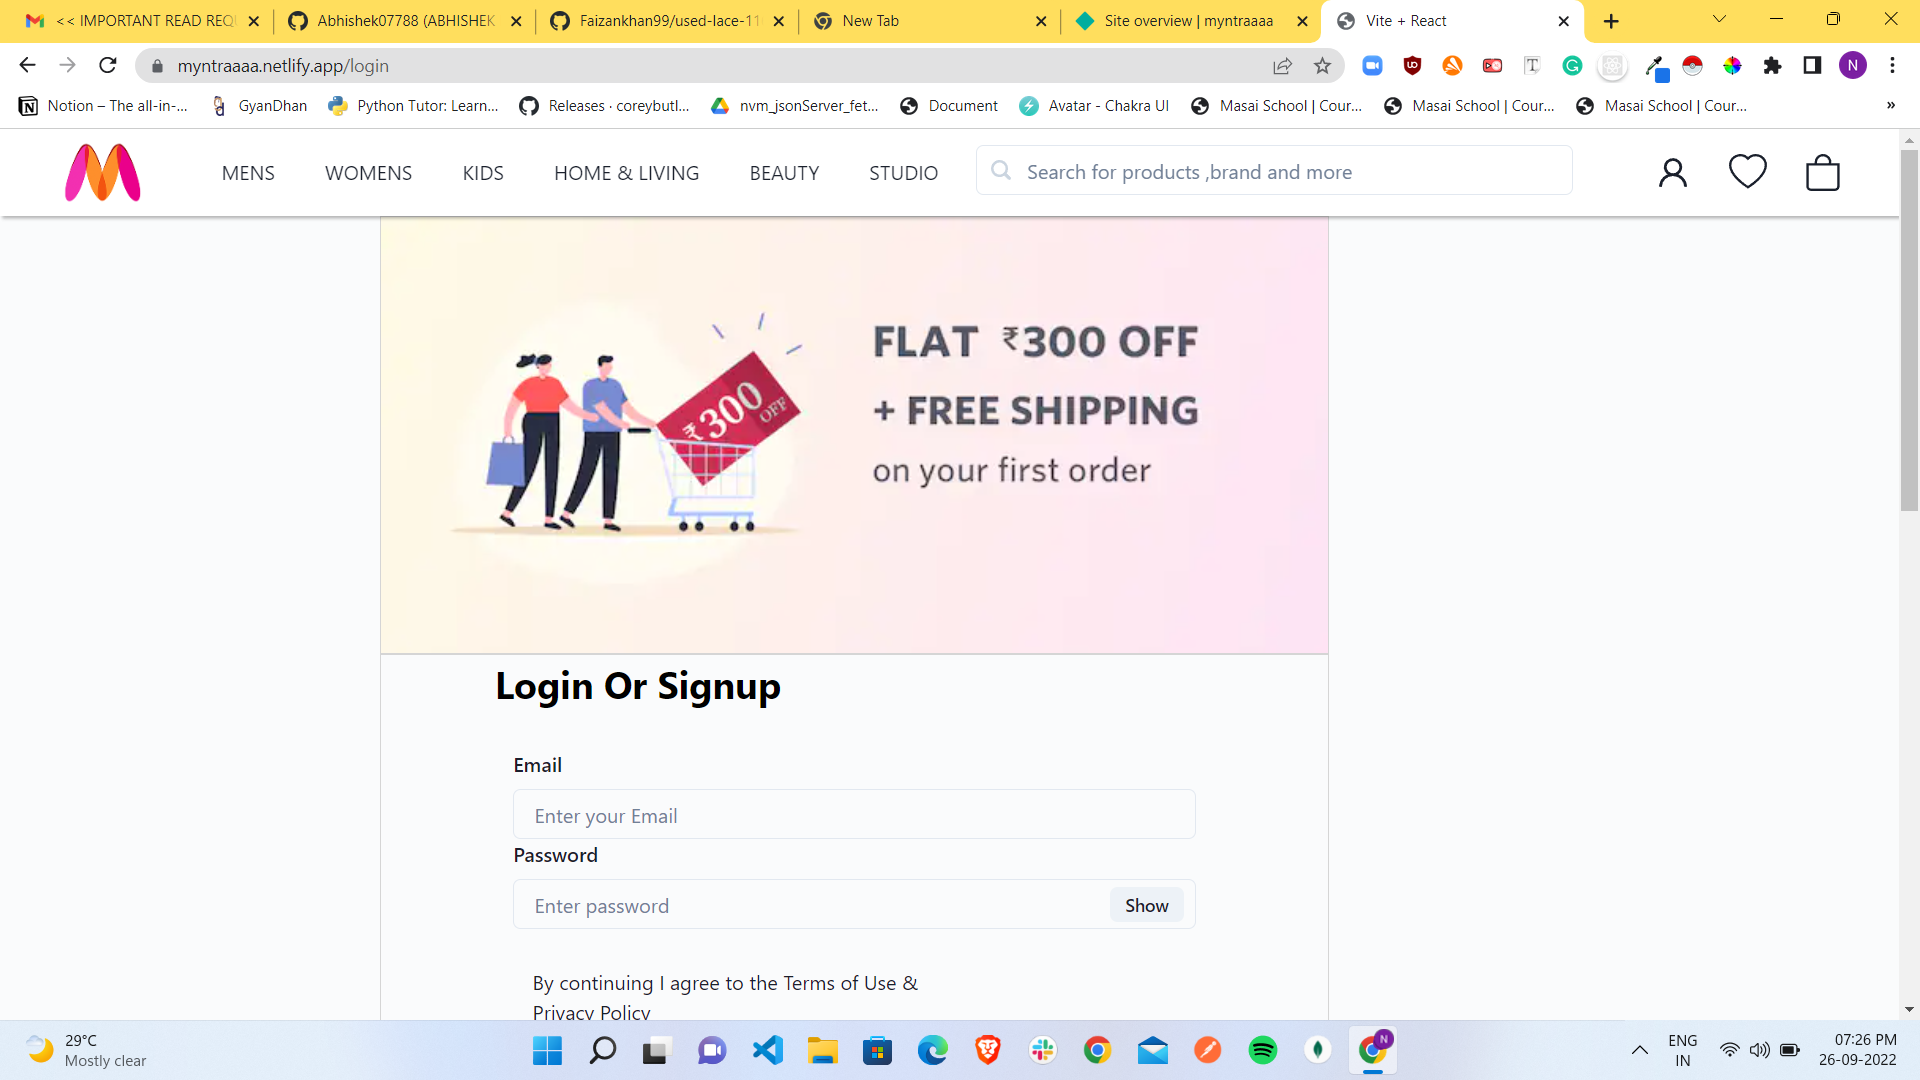 << IMPORTANT READ REQU
Abhishek07788 (ABHISHEK
Faizankhan99/used-lace-11
New Tab
Site overview | myntraaaa
Vite + React
myntraaaa.netlify.app/login
N
Notion – The all-in-...
GyanDhan
Python Tutor: Learn...
Releases · coreybutl...
nvm_jsonServer_fet...
Document
Avatar - Chakra UI
Masai School | Cour...
Masai School | Cour...
Masai School | Cour...
»
MENS
WOMENS
KIDS
HOME & LIVING
BEAUTY
STUDIO
Search for products ,brand and more
₹300 OFF
FLAT ₹300 OFF
+ FREE SHIPPING
on your first order
Login Or Signup
Email
Enter your Email
Password
Enter password
Show
By continuing I agree to the Terms of Use &
Privacy Policy
29°C
Mostly clear
N
ENG
IN
07:26 PM
26-09-2022